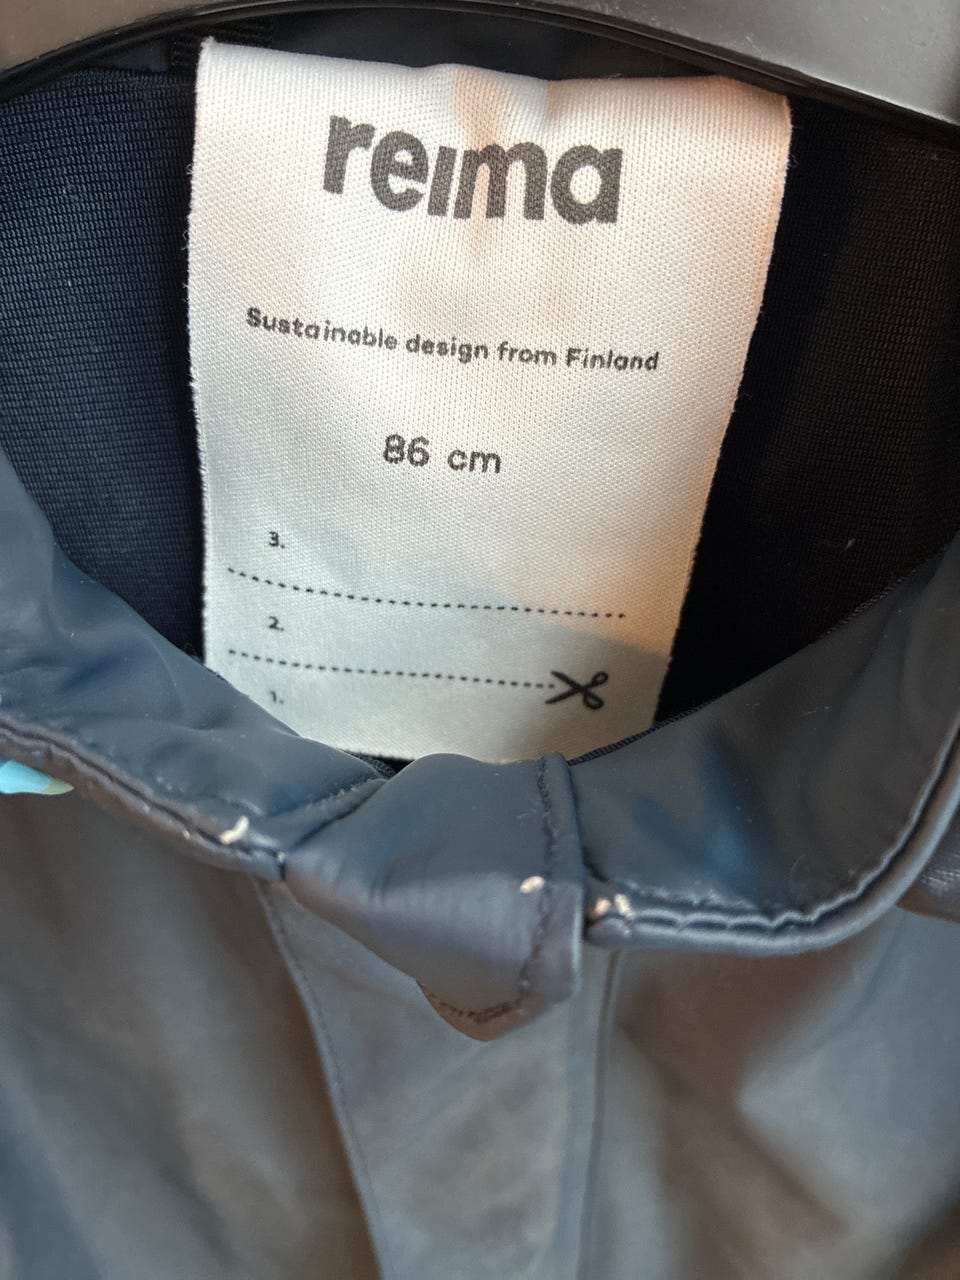 reima
Sustainable design from Finland
86 cm
3.
2.
1.